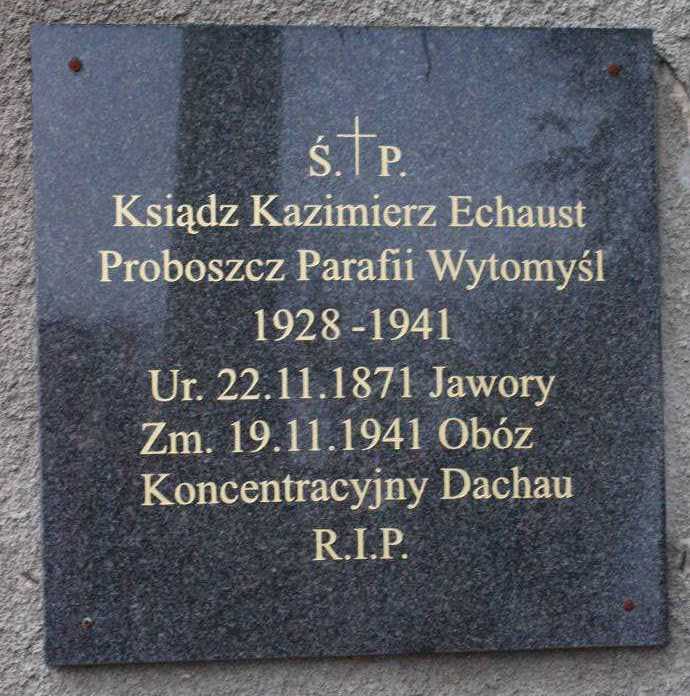 Ś.†P.
Ksiądz Kazimierz Echaust
Proboszcz Parafii Wytomyśl
1928 -1941
Ur. 22.11.1871 Jawory
Zm. 19.11.1941 Obóz
Koncentracyjny Dachau
R.I.P.